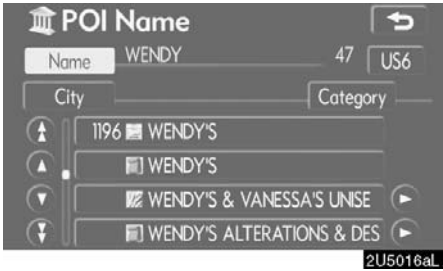 POI Name
Name WENDY 47 US6
City Category
1196 WENDY'S
WENDY'S
WENDY'S & VANESSA'S UNISE
WENDY'S ALTERATIONS & DES
2U5016aL